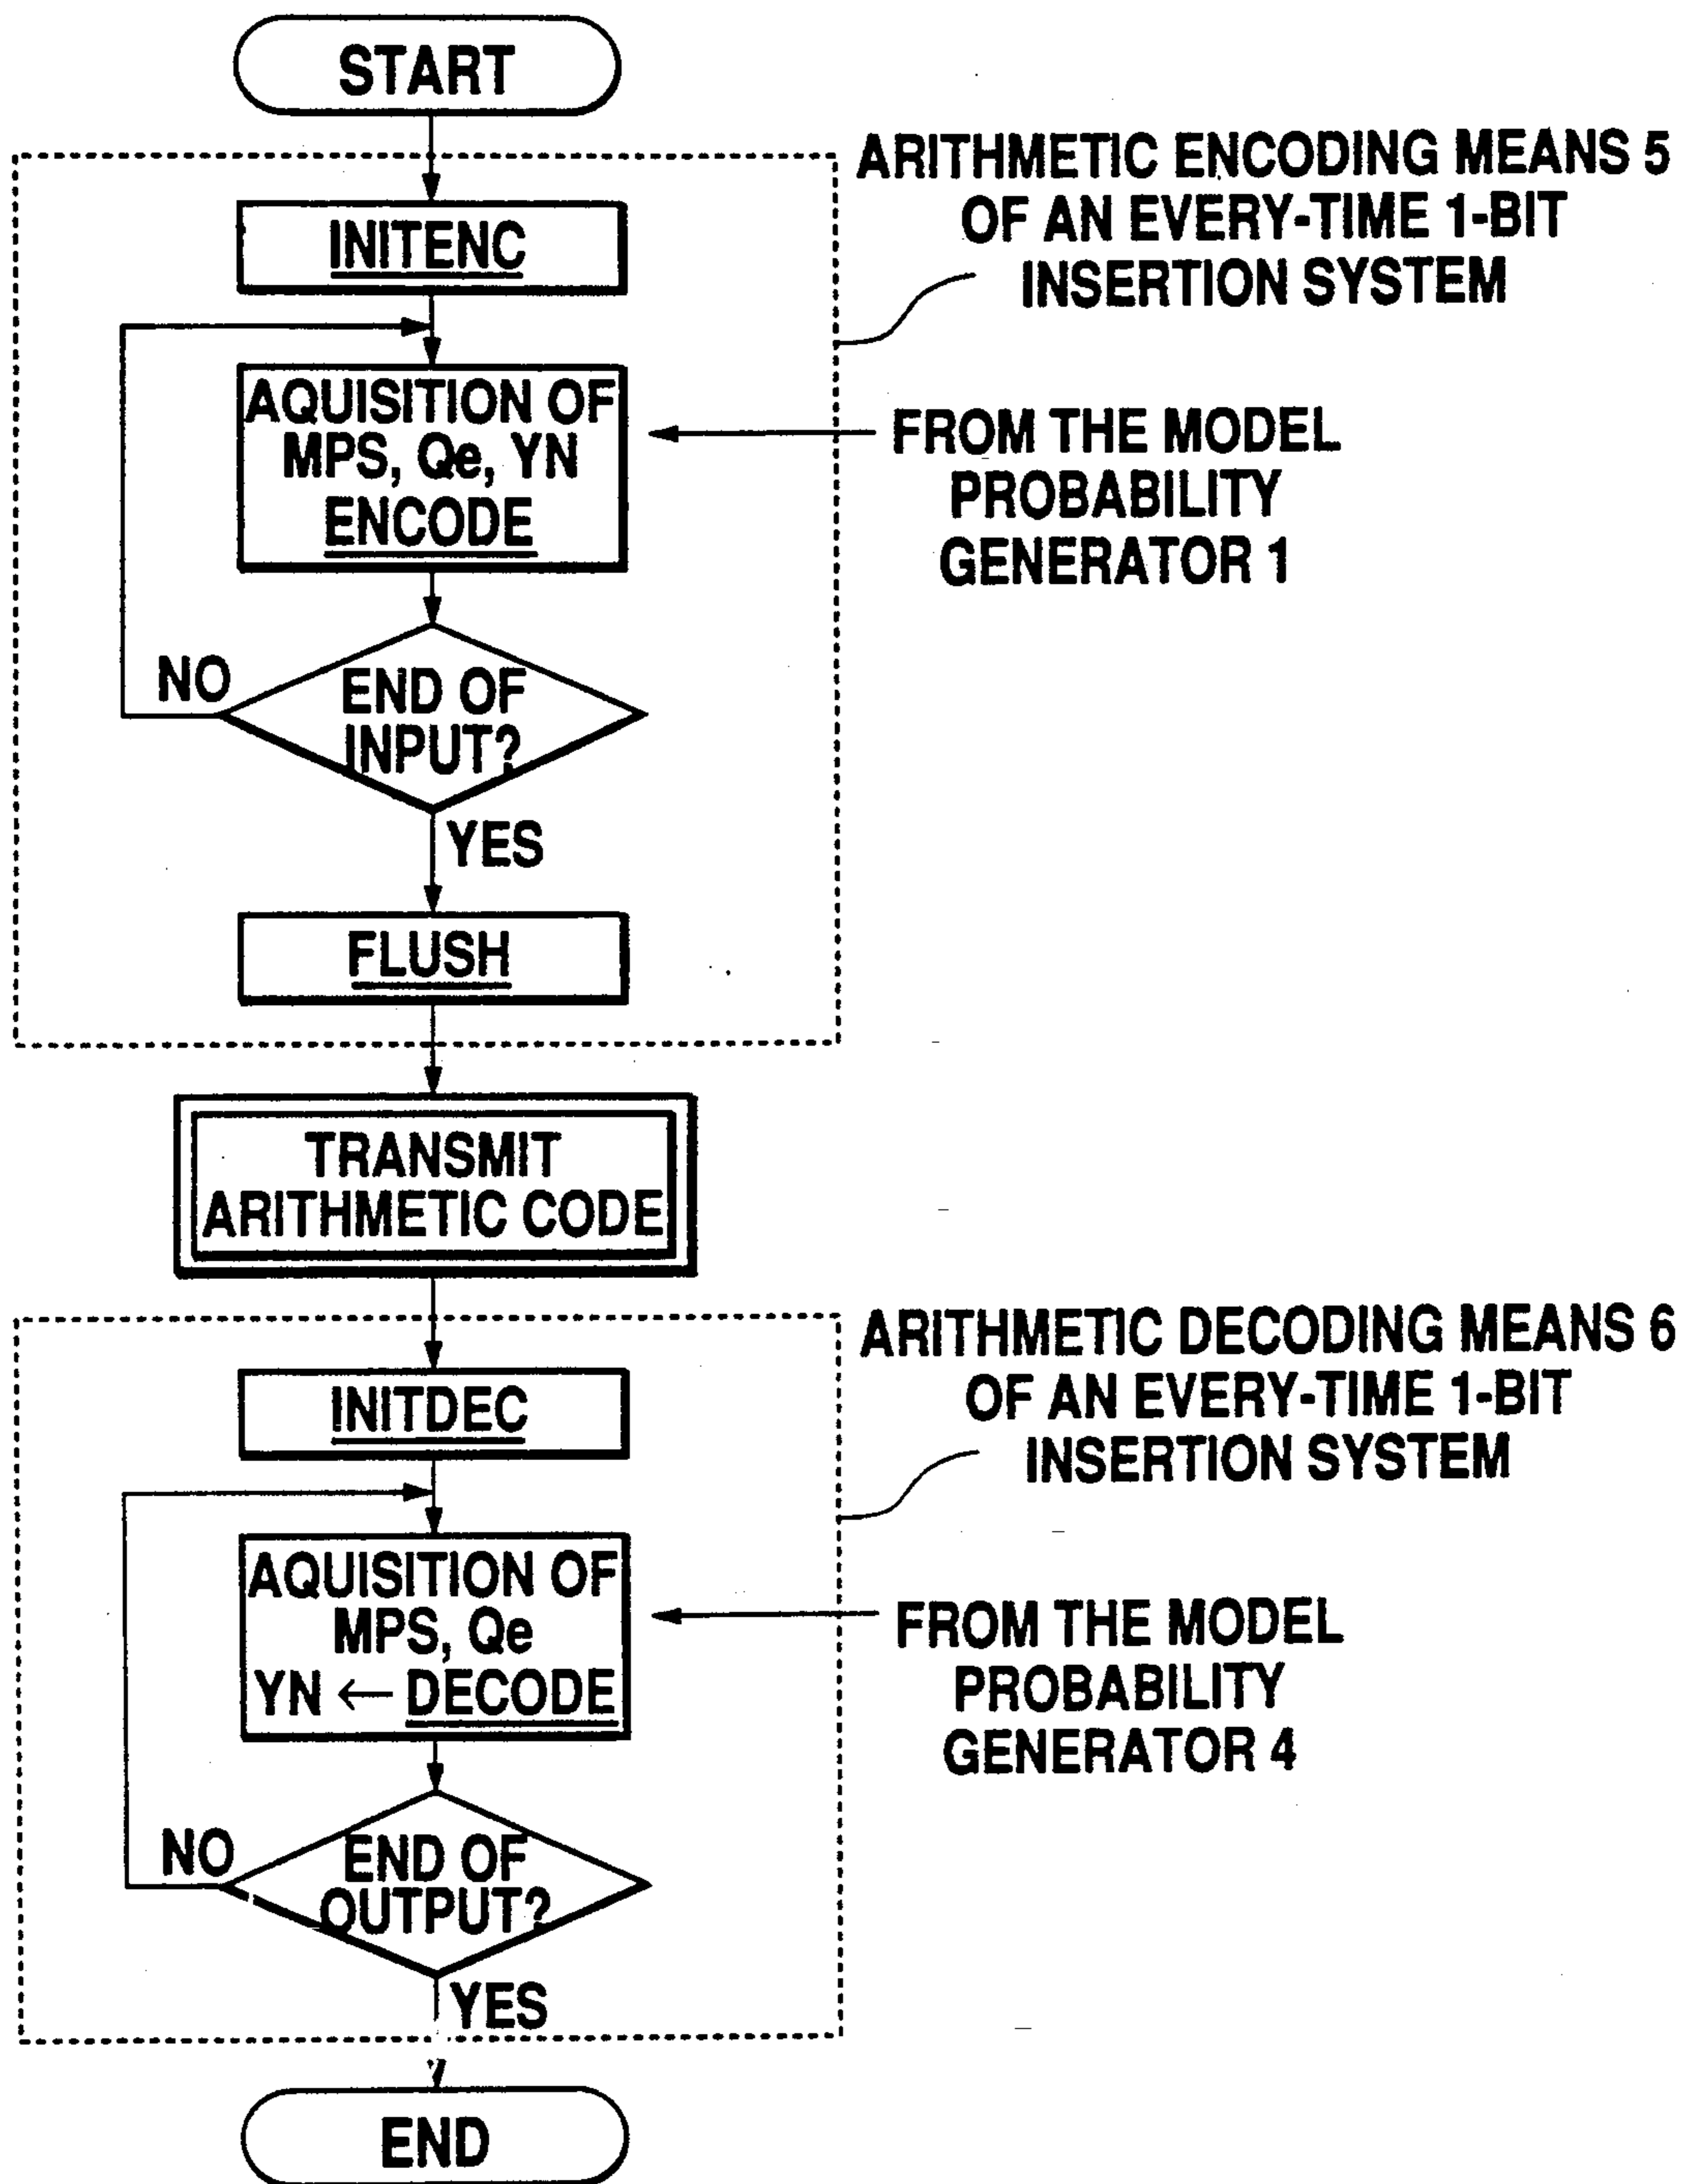 START
ARITHMETIC ENCODING MEANS 5
OF AN EVERY-TIME 1-BIT
INSERTION SYSTEM
INITENC
AQUISITION OF
MPS, Qe, YN
ENCODE
FROM THE MODEL
PROBABILITY
GENERATOR 1
NO
END OF
INPUT?
YES
FLUSH
TRANSMIT
ARITHMETIC CODE
ARITHMETIC DECODING MEANS 6
OF AN EVERY-TIME 1-BIT
INSERTION SYSTEM
INITDEC
AQUISITION OF
MPS, Qe
YN ← DECODE
FROM THE MODEL
PROBABILITY
GENERATOR 4
NO
END OF
OUTPUT?
YES
END